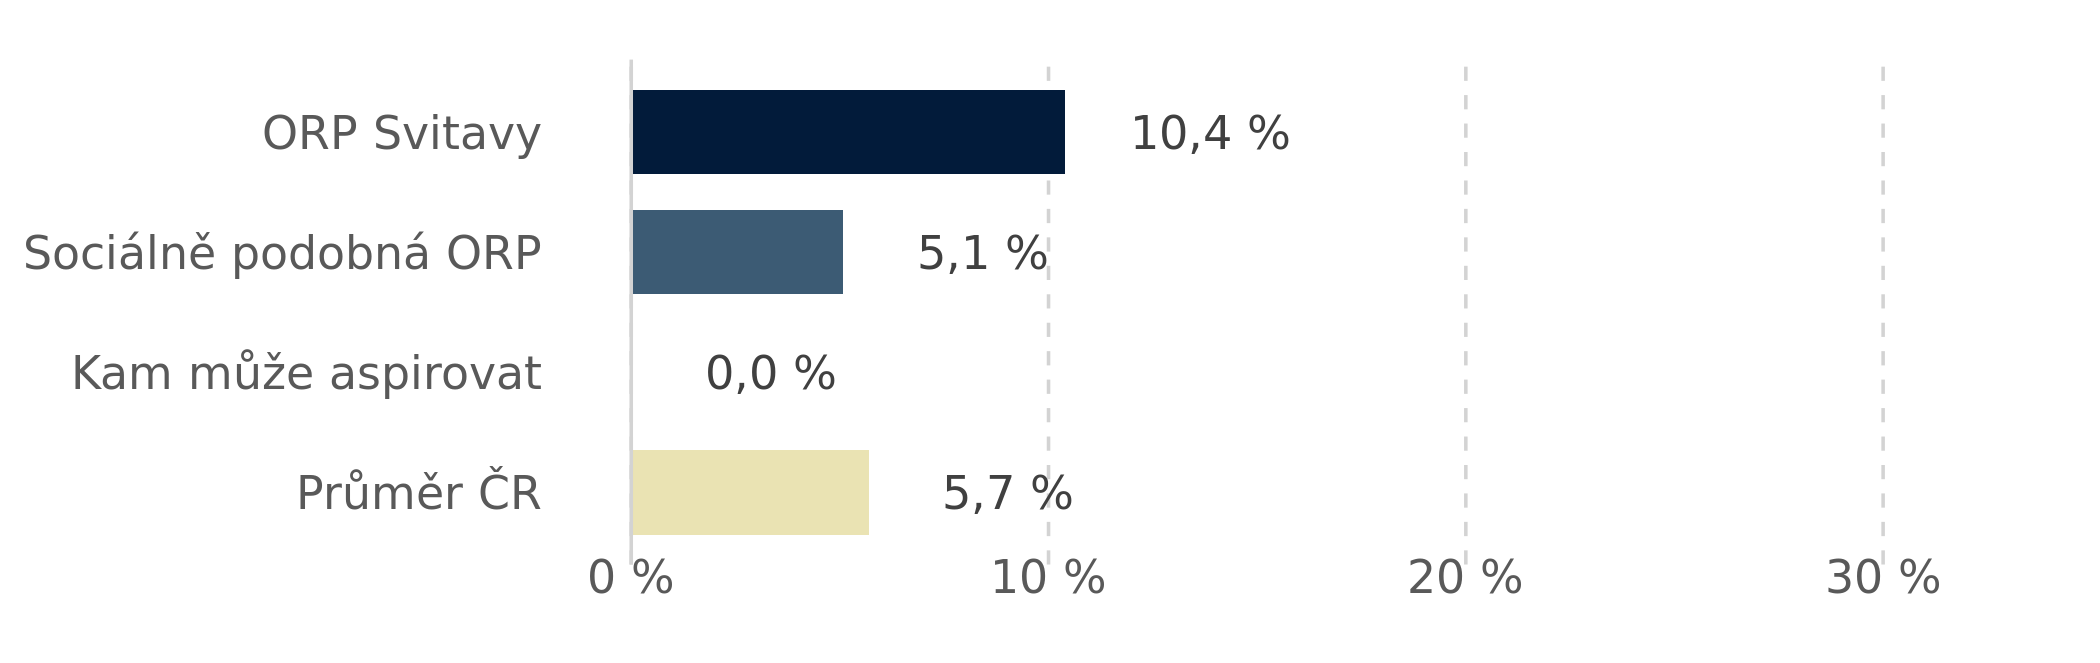 ORP Svitavy 10,4 %
Sociálně podobná ORP 5,1 %
Kam může aspirovat 0,0 %
Průměr ČR 5,7 %
0 % 10 % 20 % 30 %